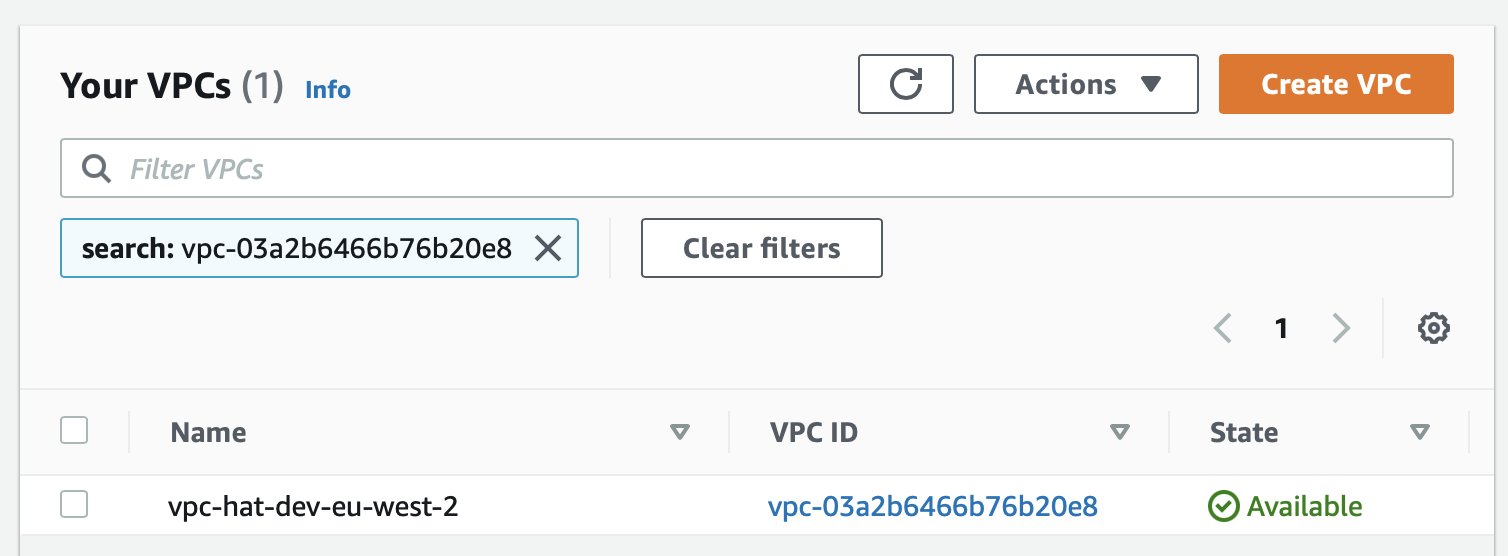 Your VPCs (1) Info
Actions
Create VPC
Filter VPCs
search: vpc-03a2b6466b76b20e8
Clear filters
1
Name VPC ID State
vpc-hat-dev-eu-west-2 vpc-03a2b6466b76b20e8 Available